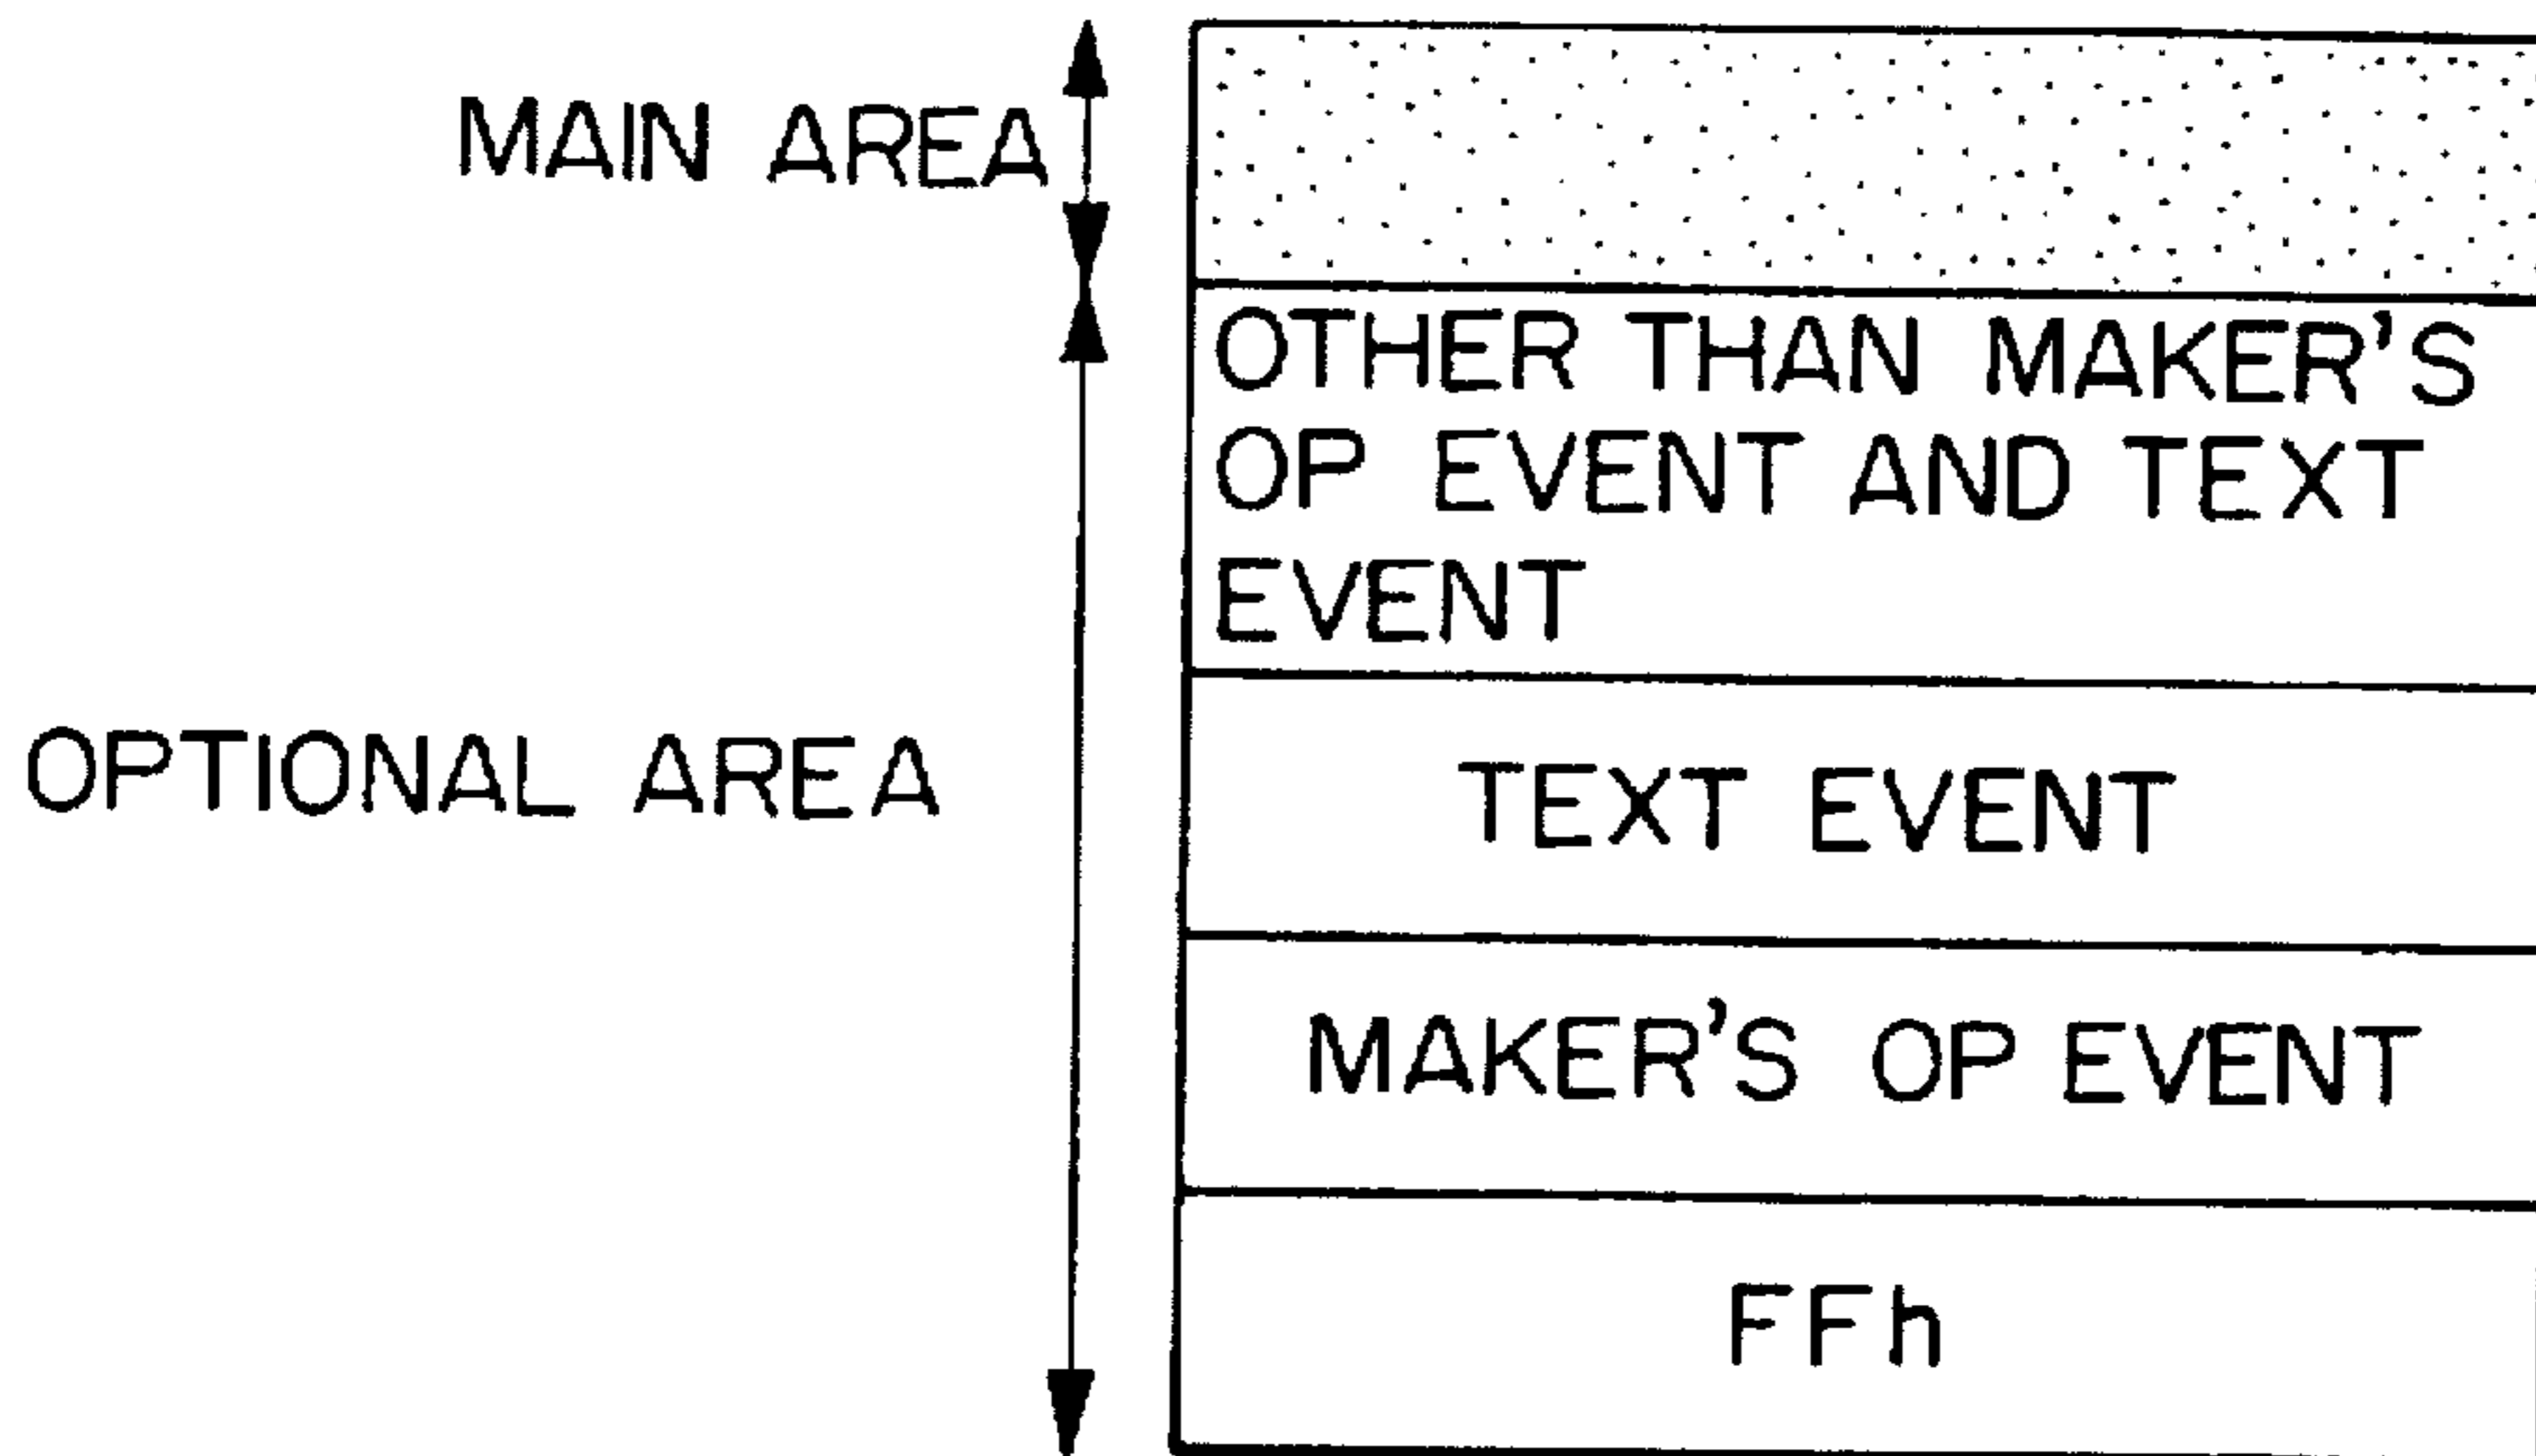 MAIN AREA
OTHER THAN MAKER'S
OP EVENT AND TEXT
EVENT
OPTIONAL AREA
TEXT EVENT
MAKER'S OP EVENT
FFh